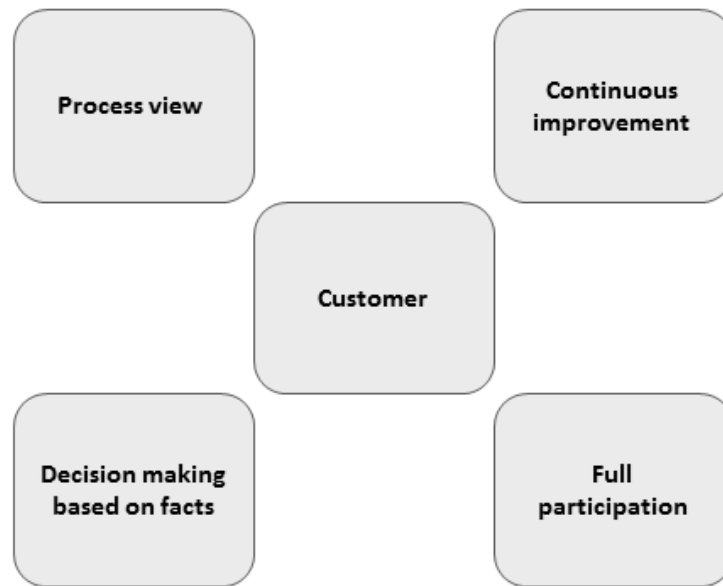 Process view
Continuous
improvement
Customer
Decision making
based on facts
Full
participation